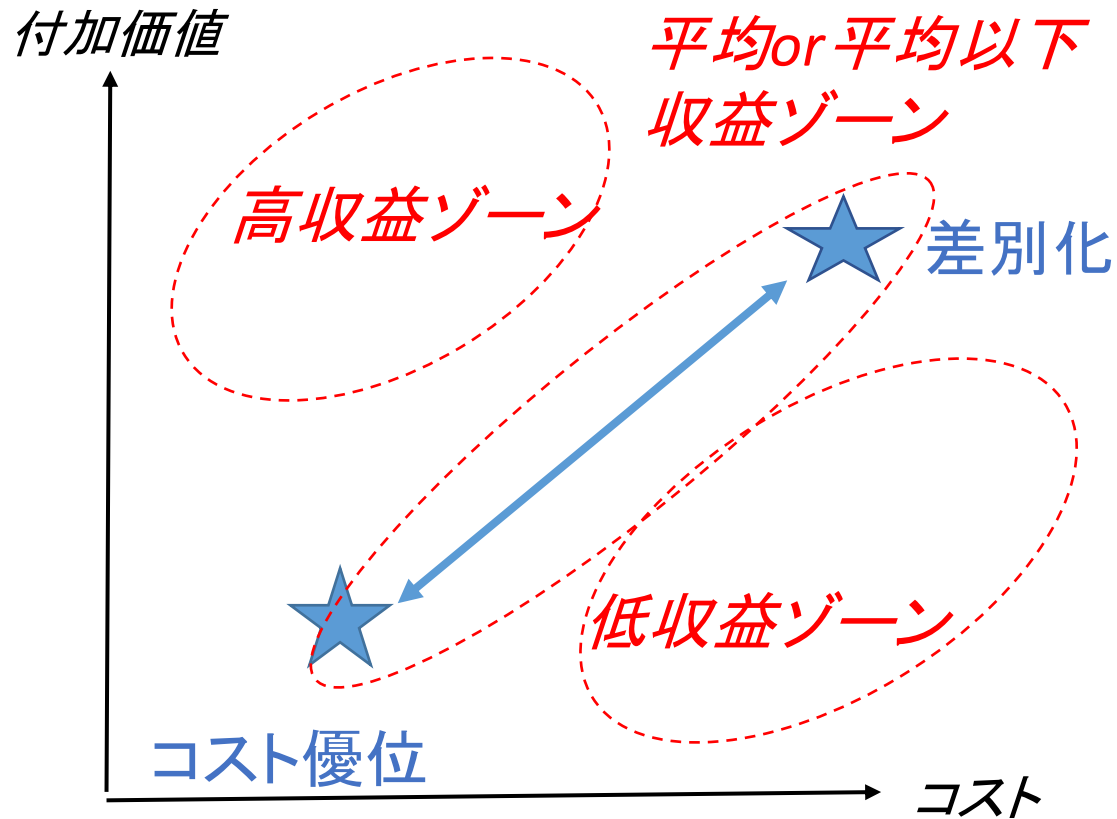 付加価値
平均or平均以下
収益ゾーン
高収益ゾーン
差別化
低収益ゾーン
コスト優位
コスト